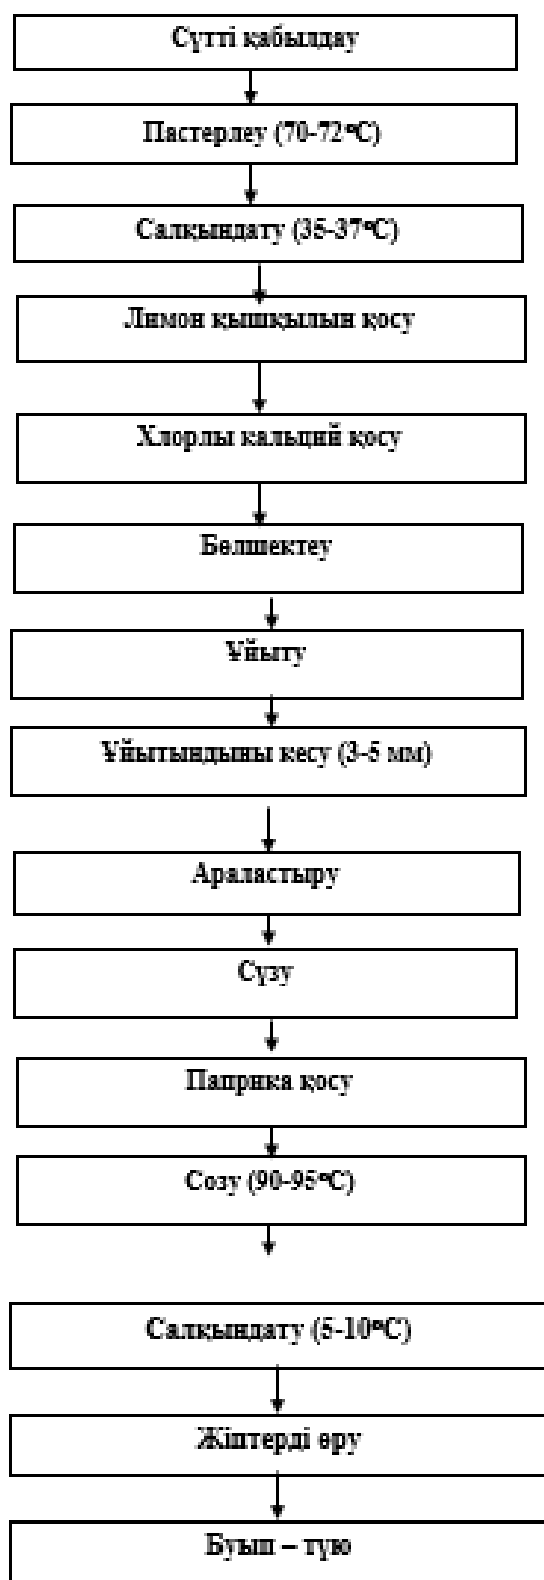 Сүтті қабылдау
Пастерлеу (70-72°С)
Салқындату (35-37°С)
Лимон қышқылын қосу
Хлорлы кальций қосу
Бөлшектеу
Ұйыту
Ұйытындыны кесу (3-5 мм)
Араластыру
Сүзу
Паприка қосу
Созу (90-95°С)
Салқындату (5-10°С)
Жіптерді өру
Буып – түю